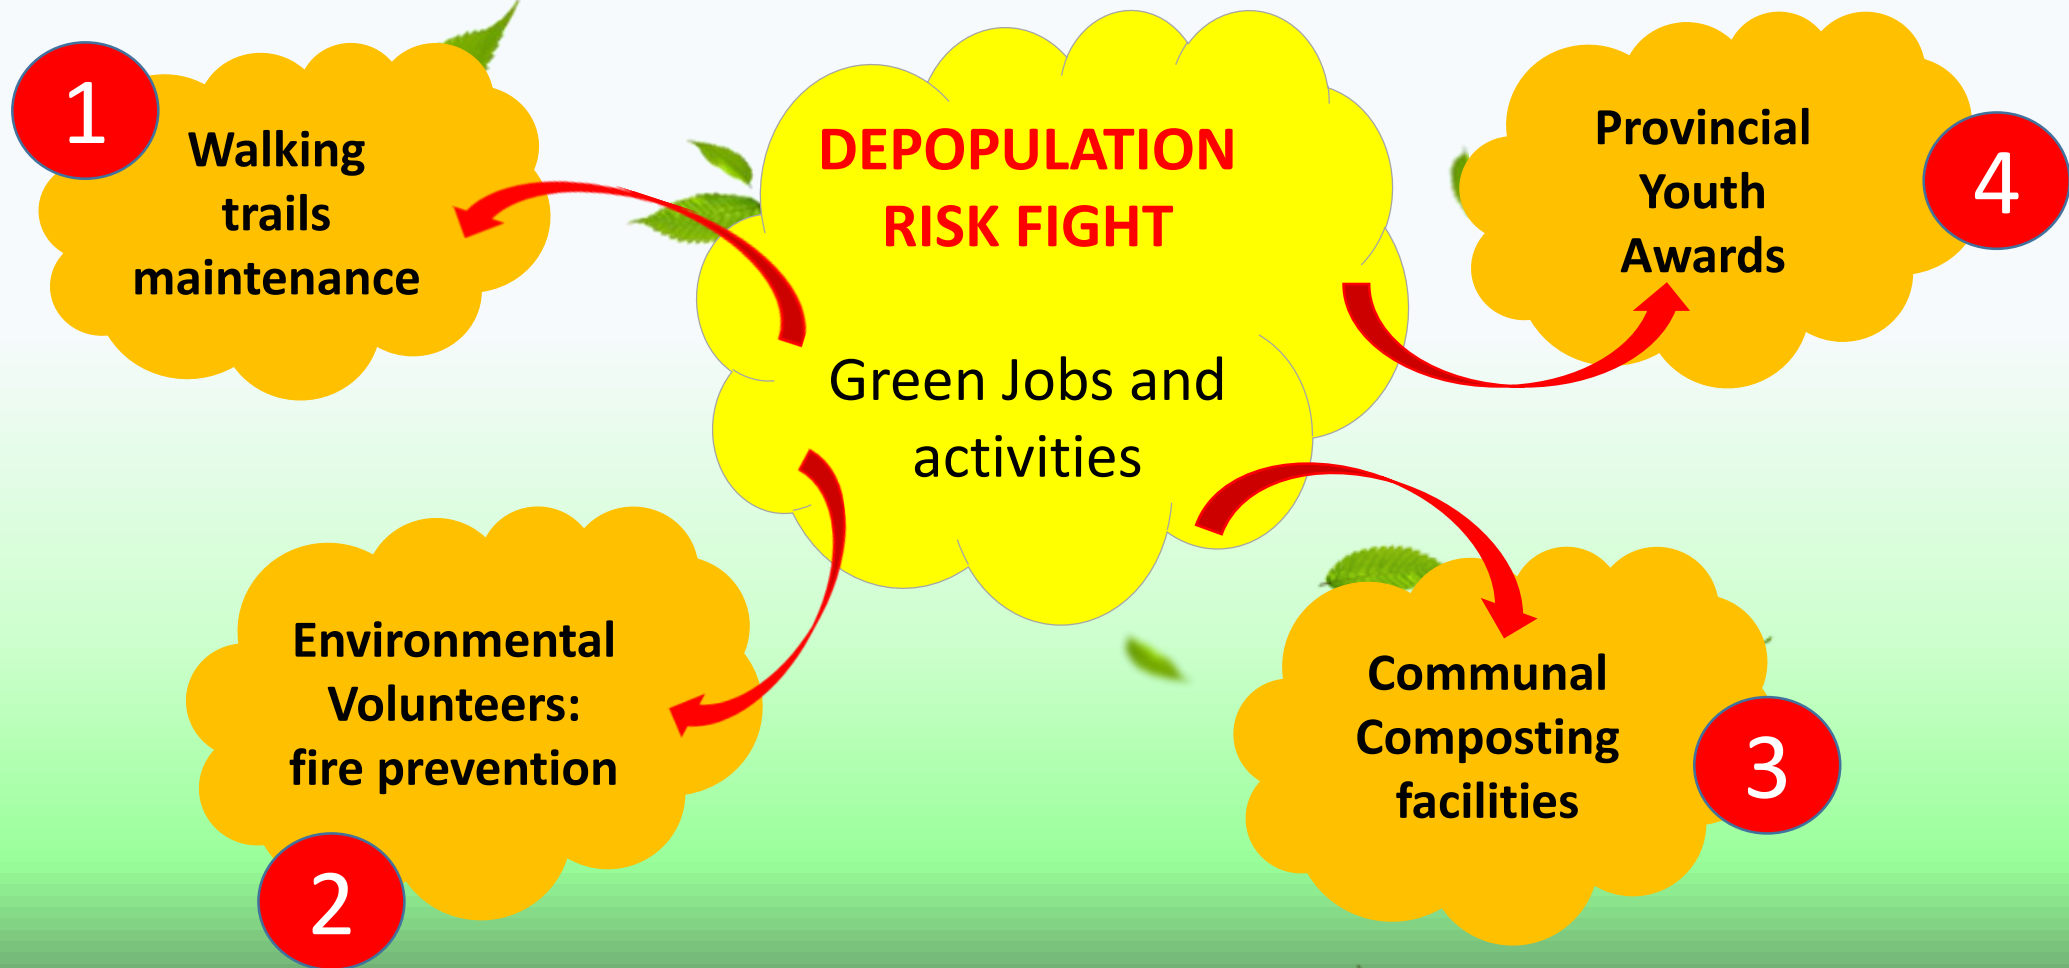 1
Walking
trails
maintenance
DEPOPULATION
RISK FIGHT
Green Jobs and
activities
Provincial
Youth
Awards
4
Environmental
Volunteers:
fire prevention
2
Communal
Composting
facilities
3